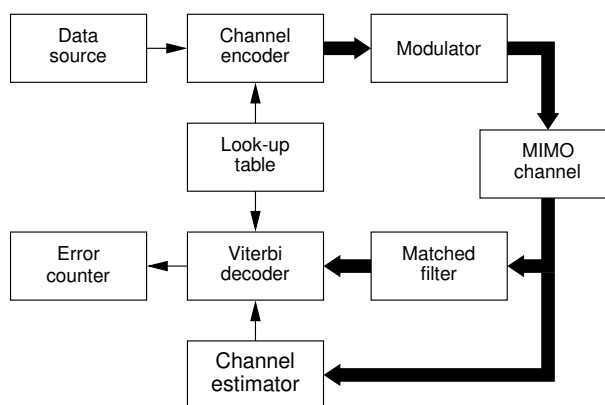 Data
source
Channel
encoder
Modulator
MIMO
channel
Look-up
table
Error
counter
Viterbi
decoder
Matched
filter
Channel
estimator